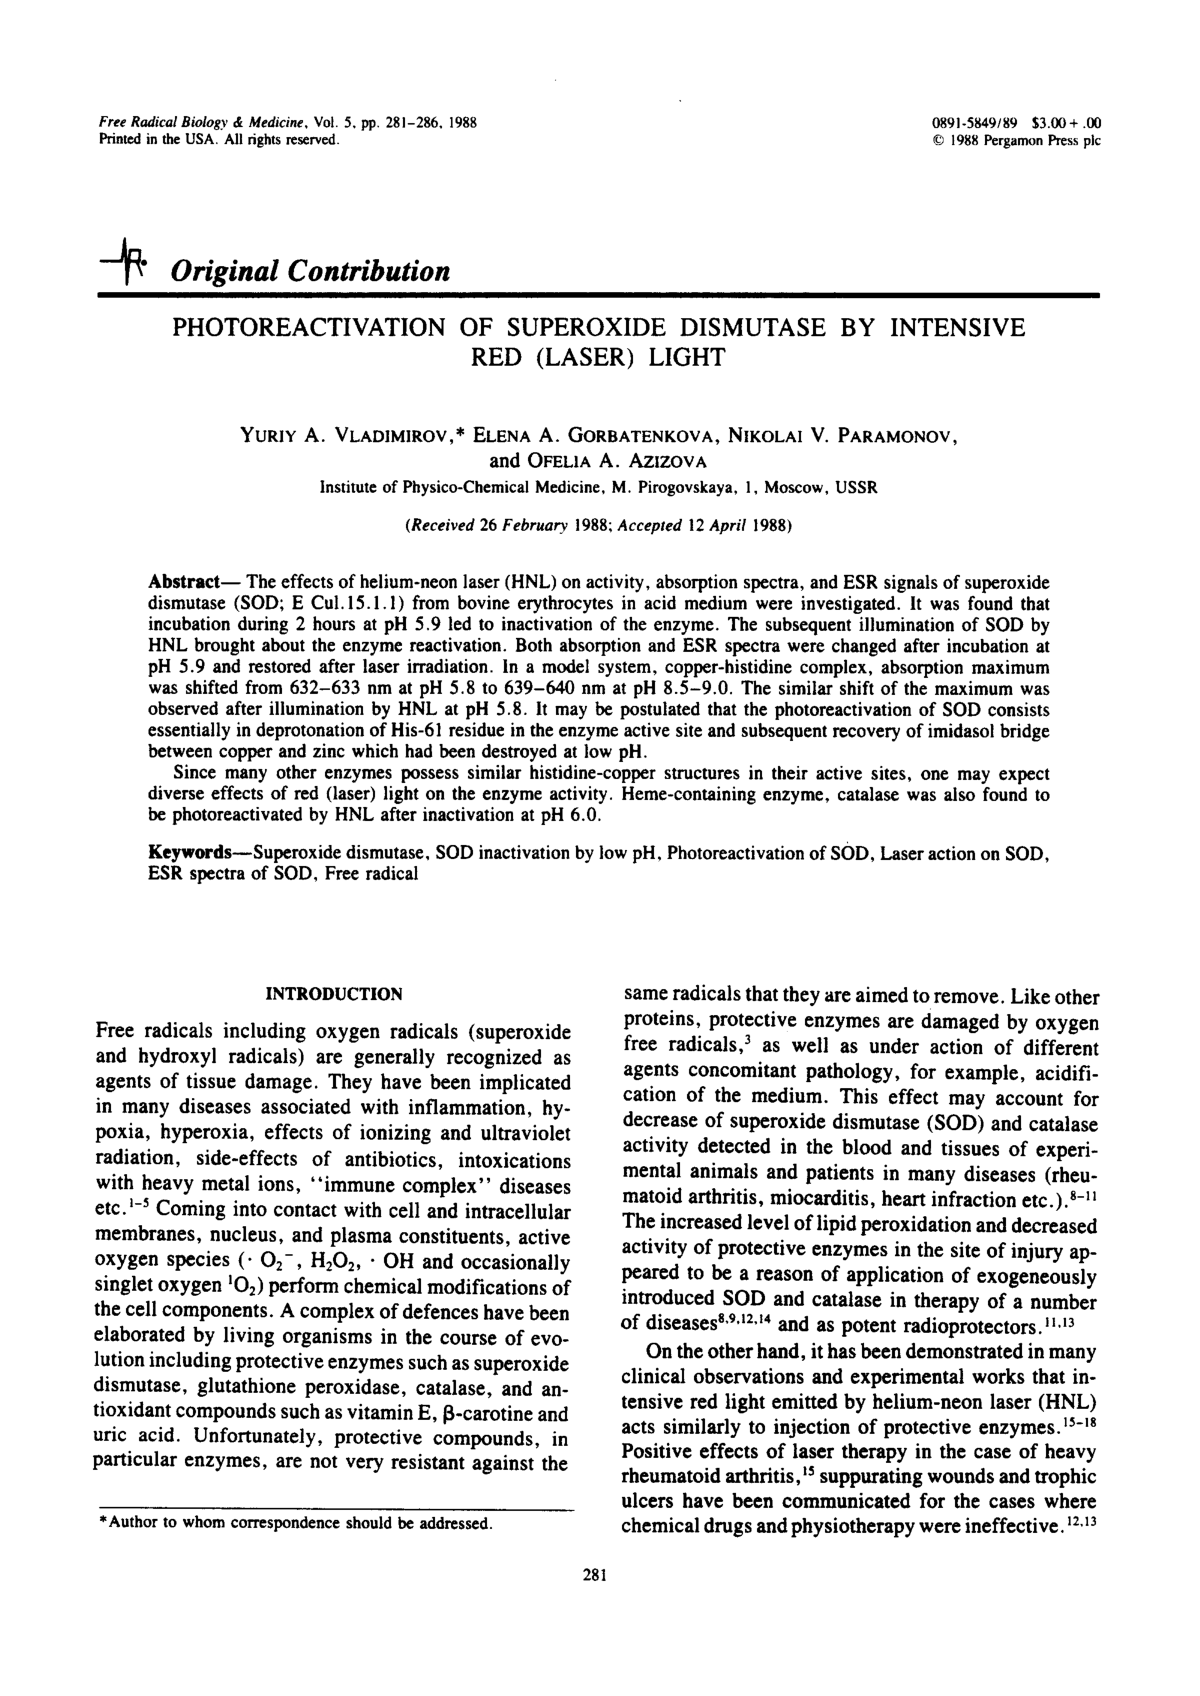 Free Radical Biology & Medicine, Vol. 5, pp. 281–286, 1988
Printed in the USA. All rights reserved.
0891-5849/89 $3.00 + .00
© 1988 Pergamon Press plc
Original Contribution
PHOTOREACTIVATION OF SUPEROXIDE DISMUTASE BY INTENSIVE
RED (LASER) LIGHT
YURIY A. VLADIMIROV,* ELENA A. GORBATENKOVA, NIKOLAI V. PARAMONOV,
and OFELIA A. AZIZOVA
Institute of Physico-Chemical Medicine, M. Pirogovskaya, 1, Moscow, USSR
(Received 26 February 1988; Accepted 12 April 1988)
Abstract— The effects of helium-neon laser (HNL) on activity, absorption spectra, and ESR signals of superoxide
dismutase (SOD; E Cul.15.1.1) from bovine erythrocytes in acid medium were investigated. It was found that
incubation during 2 hours at pH 5.9 led to inactivation of the enzyme. The subsequent illumination of SOD by
HNL brought about the enzyme reactivation. Both absorption and ESR spectra were changed after incubation at
pH 5.9 and restored after laser irradiation. In a model system, copper-histidine complex, absorption maximum
was shifted from 632–633 nm at pH 5.8 to 639–640 nm at pH 8.5–9.0. The similar shift of the maximum was
observed after illumination by HNL at pH 5.8. It may be postulated that the photoreactivation of SOD consists
essentially in deprotonation of His-61 residue in the enzyme active site and subsequent recovery of imidasol bridge
between copper and zinc which had been destroyed at low pH.
Since many other enzymes possess similar histidine-copper structures in their active sites, one may expect
diverse effects of red (laser) light on the enzyme activity. Heme-containing enzyme, catalase was also found to
be photoreactivated by HNL after inactivation at pH 6.0.
Keywords—Superoxide dismutase, SOD inactivation by low pH, Photoreactivation of SOD, Laser action on SOD,
ESR spectra of SOD, Free radical
INTRODUCTION
Free radicals including oxygen radicals (superoxide
and hydroxyl radicals) are generally recognized as
agents of tissue damage. They have been implicated
in many diseases associated with inflammation, hy-
poxia, hyperoxia, effects of ionizing and ultraviolet
radiation, side-effects of antibiotics, intoxications
with heavy metal ions, ‘‘immune complex’’ diseases
etc.¹⁻⁵ Coming into contact with cell and intracellular
membranes, nucleus, and plasma constituents, active
oxygen species (· O₂⁻, H₂O₂, · OH and occasionally
singlet oxygen ¹O₂) perform chemical modifications of
the cell components. A complex of defences have been
elaborated by living organisms in the course of evo-
lution including protective enzymes such as superoxide
dismutase, glutathione peroxidase, catalase, and an-
tioxidant compounds such as vitamin E, β-carotine and
uric acid. Unfortunately, protective compounds, in
particular enzymes, are not very resistant against the
*Author to whom correspondence should be addressed.
same radicals that they are aimed to remove. Like other
proteins, protective enzymes are damaged by oxygen
free radicals,³ as well as under action of different
agents concomitant pathology, for example, acidifi-
cation of the medium. This effect may account for
decrease of superoxide dismutase (SOD) and catalase
activity detected in the blood and tissues of experi-
mental animals and patients in many diseases (rheu-
matoid arthritis, miocarditis, heart infraction etc.).⁸⁻¹¹
The increased level of lipid peroxidation and decreased
activity of protective enzymes in the site of injury ap-
peared to be a reason of application of exogeneously
introduced SOD and catalase in therapy of a number
of diseases⁸,⁹,¹²,¹⁴ and as potent radioprotectors.¹¹,¹³
On the other hand, it has been demonstrated in many
clinical observations and experimental works that in-
tensive red light emitted by helium-neon laser (HNL)
acts similarly to injection of protective enzymes.¹⁵⁻¹⁸
Positive effects of laser therapy in the case of heavy
rheumatoid arthritis,¹⁵ suppurating wounds and trophic
ulcers have been communicated for the cases where
chemical drugs and physiotherapy were ineffective.¹²,¹³
281